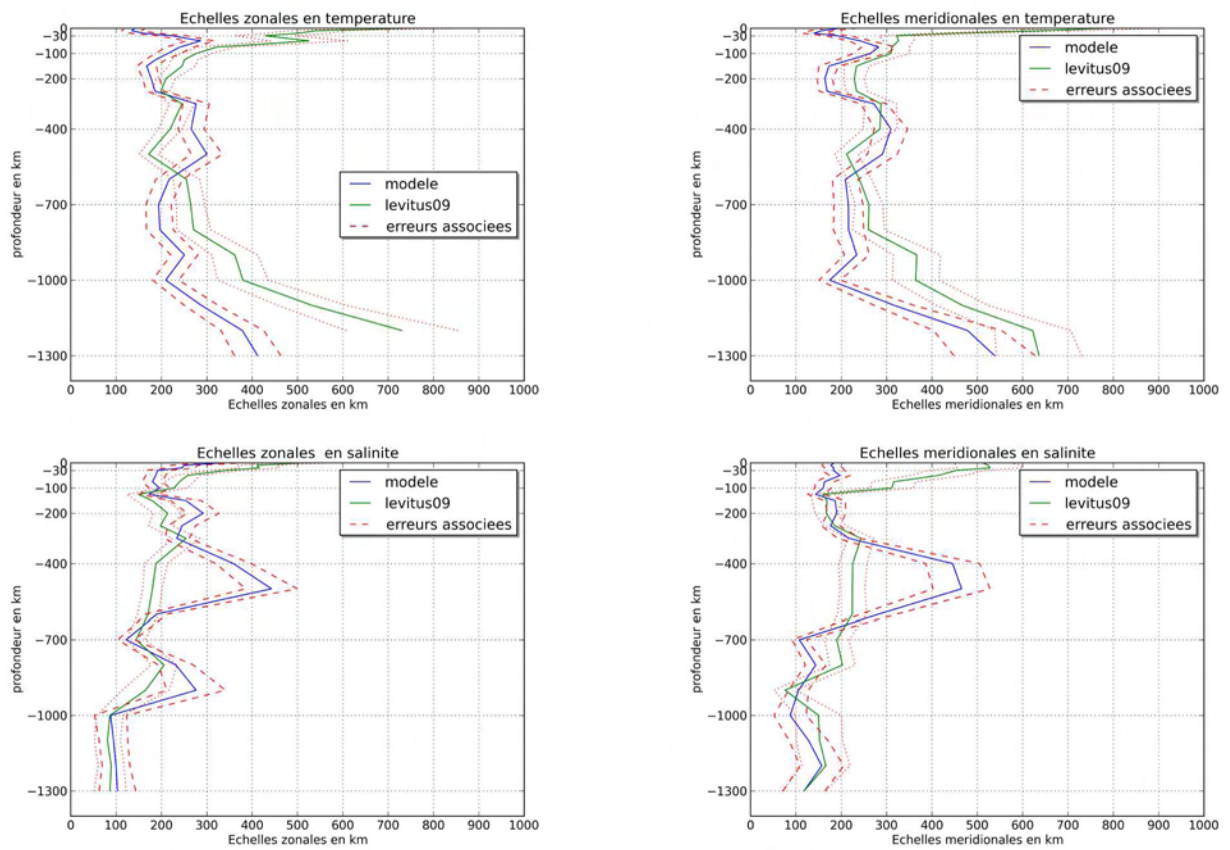 Echelles zonales en temperature
0
−30
−100
−200
−400
−700
−1000
−1300
profondeur en km
modele
levitus09
erreurs associees
0 100 200 300 400 500 600 700 800 900 1000
Echelles zonales en km
Echelles meridionales en temperature
0
−30
−100
−200
−400
−700
−1000
−1300
profondeur en km
modele
levitus09
erreurs associees
0 100 200 300 400 500 600 700 800 900 1000
Echelles meridionales en km
Echelles zonales en salinite
0
−30
−100
−200
−400
−700
−1000
−1300
profondeur en km
modele
levitus09
erreurs associees
0 100 200 300 400 500 600 700 800 900 1000
Echelles zonales en km
Echelles meridionales en salinite
0
−30
−100
−200
−400
−700
−1000
−1300
profondeur en km
modele
levitus09
erreurs associees
0 100 200 300 400 500 600 700 800 900 1000
Echelles meridionales en km